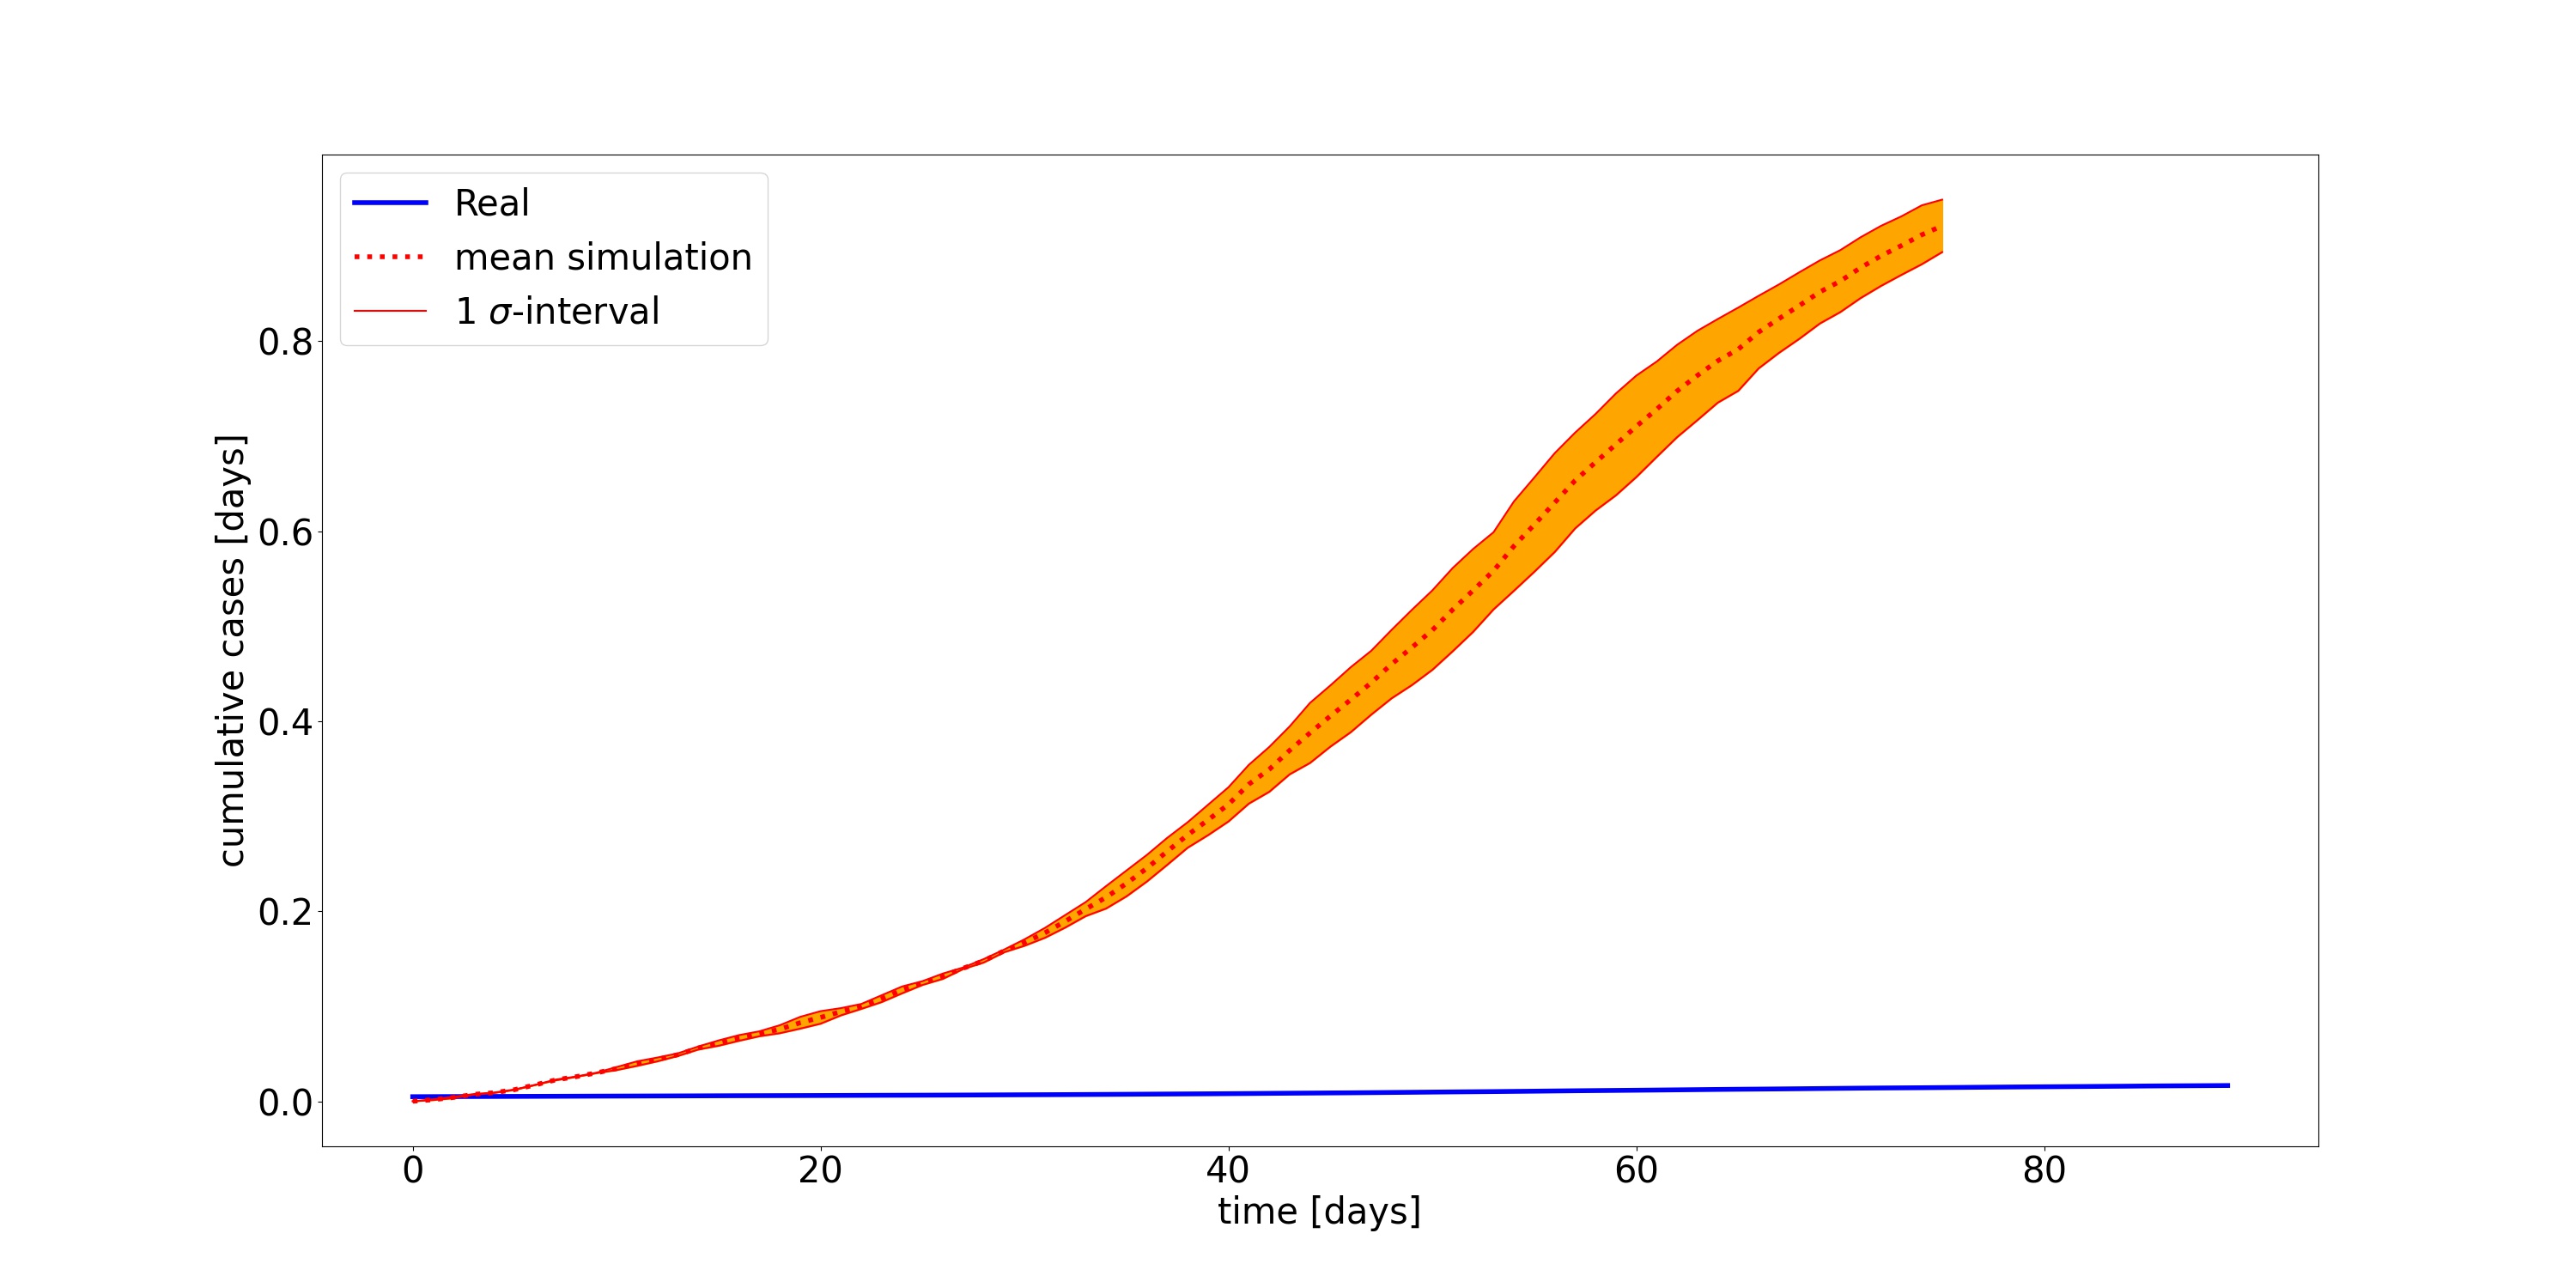 Real
mean simulation
1 σ-interval
cumulative cases [days]
0.8
0.6
0.4
0.2
0.0
0 20 40 60 80
time [days]